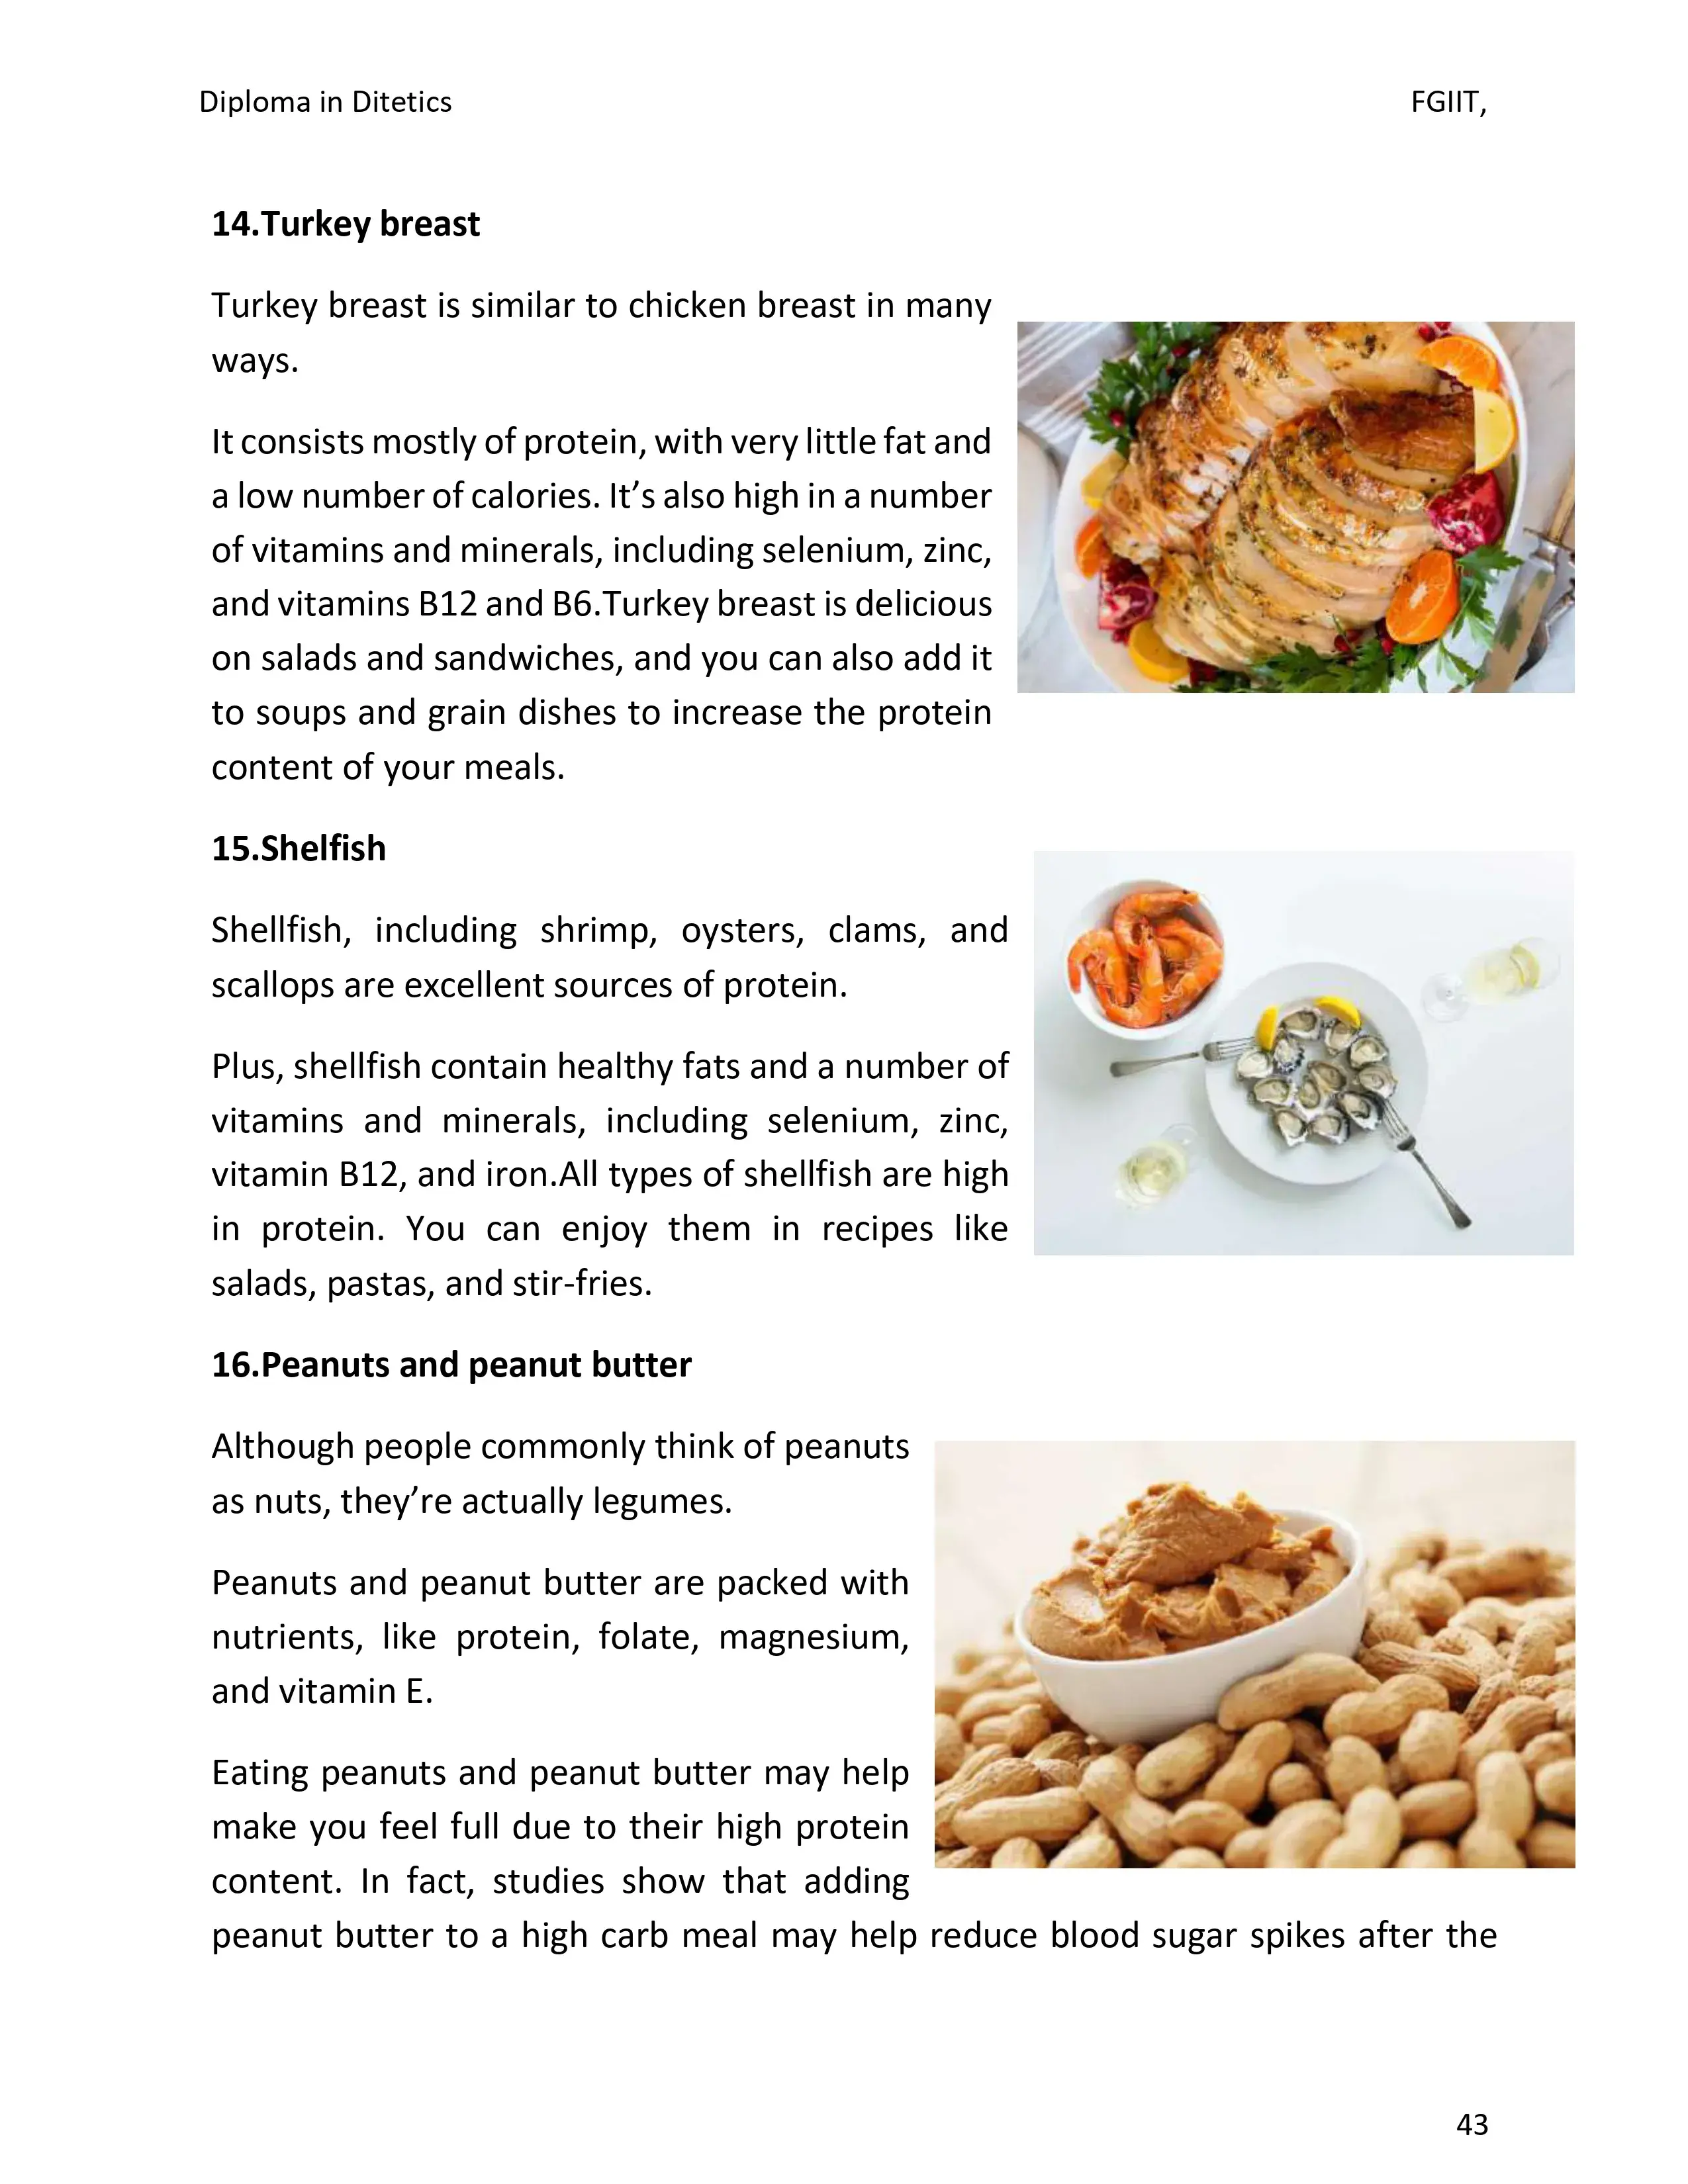 Diploma in Ditetics FGIIT,
14.Turkey breast
Turkey breast is similar to chicken breast in many
ways.
It consists mostly of protein, with very little fat and
a low number of calories. It’s also high in a number
of vitamins and minerals, including selenium, zinc,
and vitamins B12 and B6.Turkey breast is delicious
on salads and sandwiches, and you can also add it
to soups and grain dishes to increase the protein
content of your meals.
15.Shelfish
Shellfish, including shrimp, oysters, clams, and
scallops are excellent sources of protein.
Plus, shellfish contain healthy fats and a number of
vitamins and minerals, including selenium, zinc,
vitamin B12, and iron.All types of shellfish are high
in protein. You can enjoy them in recipes like
salads, pastas, and stir-fries.
16.Peanuts and peanut butter
Although people commonly think of peanuts
as nuts, they’re actually legumes.
Peanuts and peanut butter are packed with
nutrients, like protein, folate, magnesium,
and vitamin E.
Eating peanuts and peanut butter may help
make you feel full due to their high protein
content. In fact, studies show that adding
peanut butter to a high carb meal may help reduce blood sugar spikes after the
43